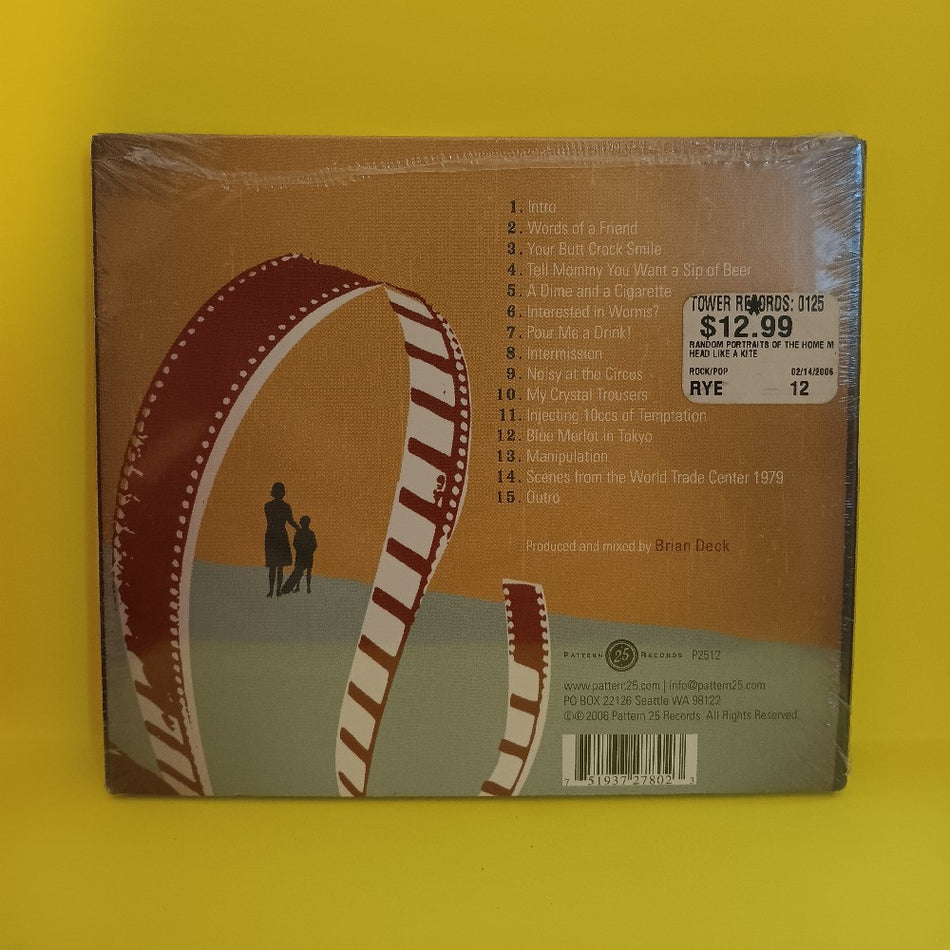 1. Intro
2. Words of a Friend
3. Your Butt Crack Smile
4. Tell Mommy You Want a Sip of Beer
5. A Dime and a Cigarette
6. Interested in Worms?
7. Pour Me a Drink!
8. Intermission
9. Noisy at the Circus
10. My Crystal Trousers
11. Injecting 10ccs of Temptation
12. Blue Merlot in Tokyo
13. Manipulation
14. Scenes from the World Trade Center 1979
15. Outro
TOWER RECORDS: 0125
$12.99
RANDOM PORTRAITS OF THE HOME M
HEAD LIKE A KITE
ROCK/POP 02/14/2006
RYE 12
Produced and mixed by Brian Deck
PATTERN 25 RECORDS P2512
www.pattern25.com | info@pattern25.com
PO BOX 22126 Seattle WA 98122
©℗ 2006 Pattern 25 Records. All Rights Reserved.
7 51937 27802 3